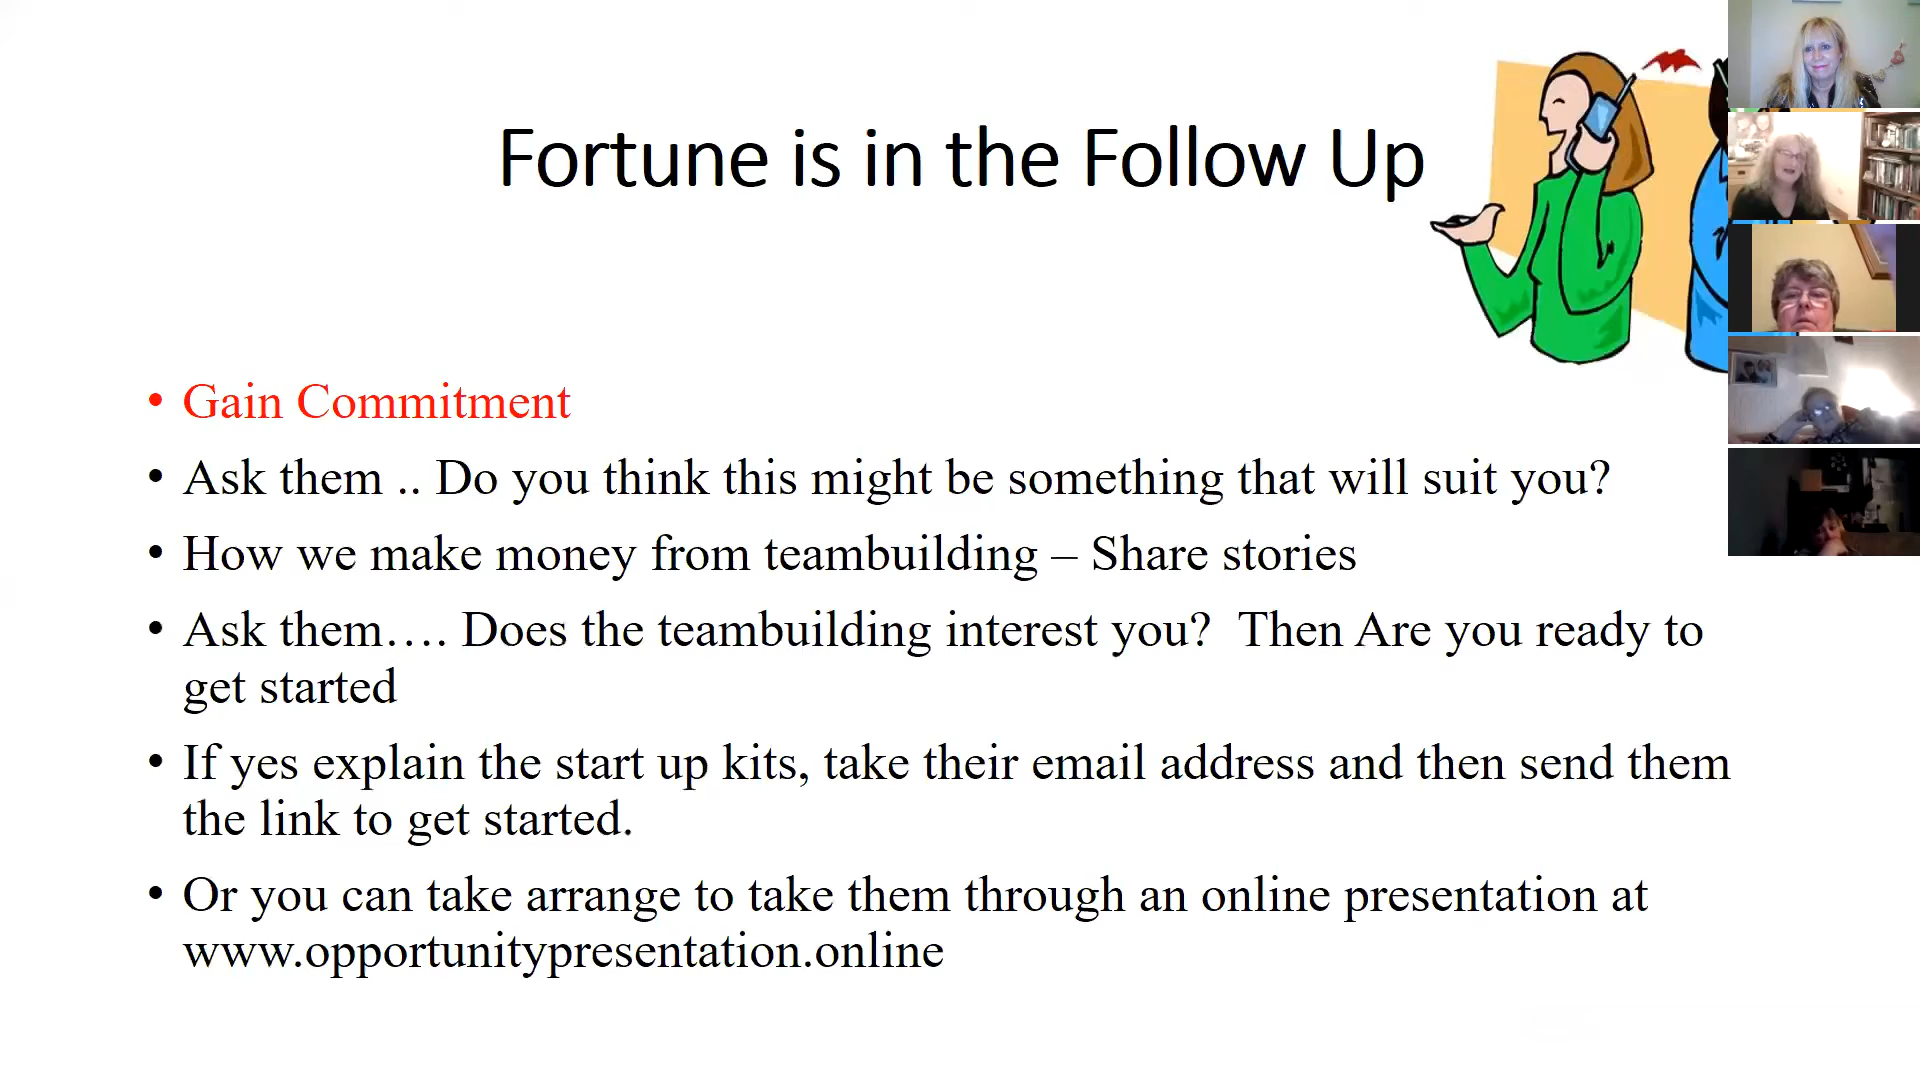 Fortune is in the Follow Up
• Gain Commitment
• Ask them .. Do you think this might be something that will suit you?
• How we make money from teambuilding – Share stories
• Ask them…. Does the teambuilding interest you?  Then Are you ready to
get started
• If yes explain the start up kits, take their email address and then send them
the link to get started.
• Or you can take arrange to take them through an online presentation at
www.opportunitypresentation.online